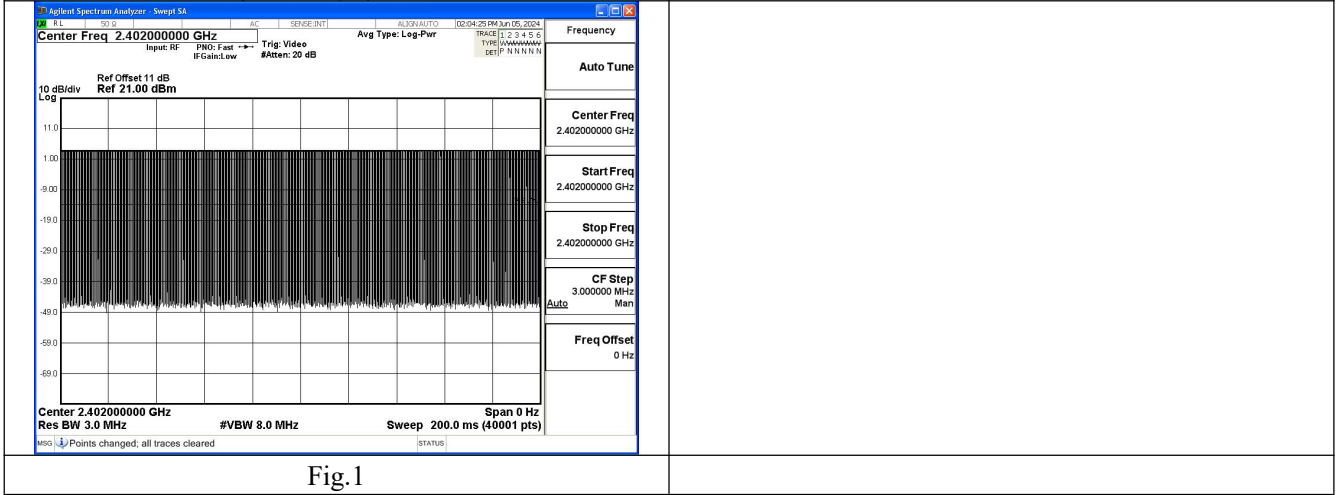 Agilent Spectrum Analyzer - Swept SA
RL 50 Ω AC SENSE:INT ALIGN AUTO 02:04:25 PM Jun 05, 2024
Center Freq 2.402000000 GHz
Input: RF PNO: Fast
IFGain:Low
Trig: Video
#Atten: 20 dB
Avg Type: Log-Pwr
TRACE 1 2 3 4 5 6
TYPE WWWWWW
DET P N N N N N
Ref Offset 11 dB
10 dB/div Ref 21.00 dBm
Log
11.0
1.00
-9.00
-19.0
-29.0
-39.0
-49.0
-59.0
-69.0
Center 2.402000000 GHz Span 0 Hz
Res BW 3.0 MHz #VBW 8.0 MHz Sweep 200.0 ms (40001 pts)
MSG Points changed; all traces cleared STATUS
Frequency
Auto Tune
Center Freq
2.402000000 GHz
Start Freq
2.402000000 GHz
Stop Freq
2.402000000 GHz
CF Step
3.000000 MHz
Auto Man
Freq Offset
0 Hz
Fig.1